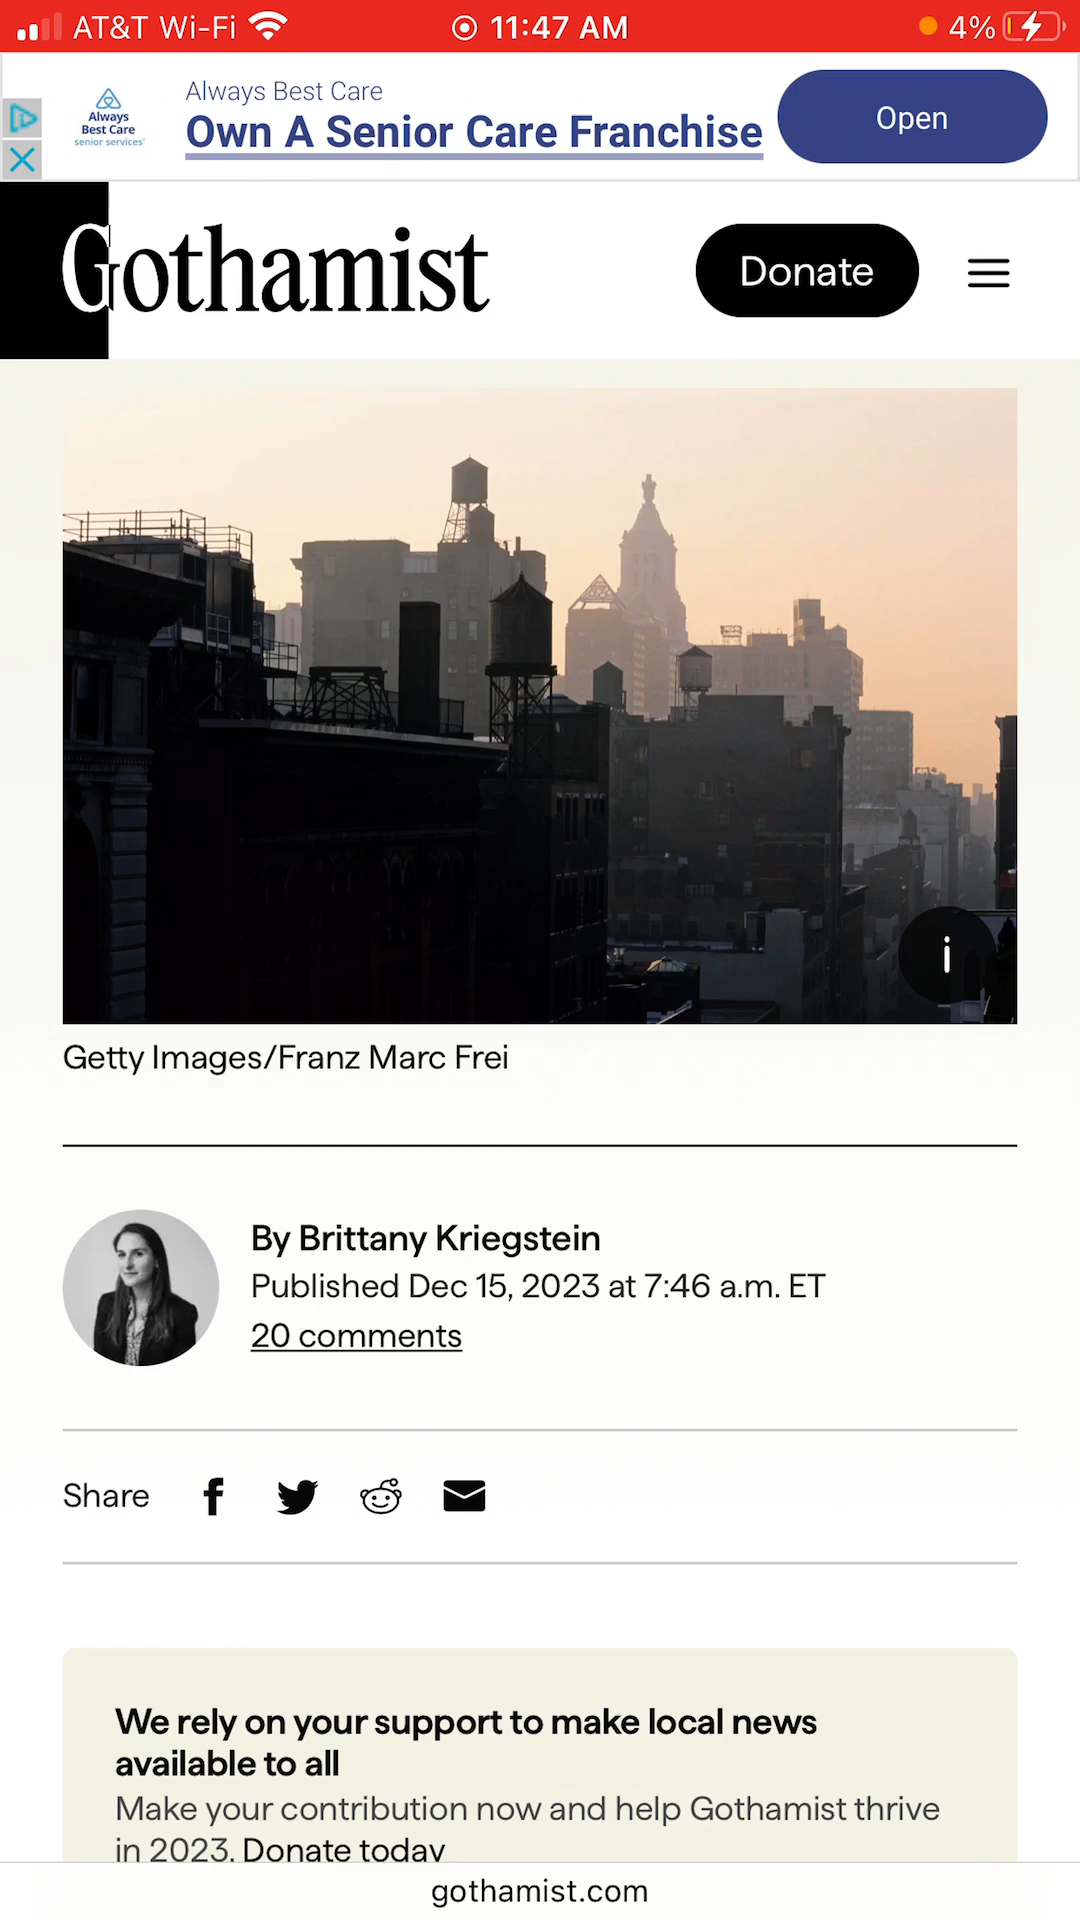 AT&T Wi-Fi 11:47 AM 4%
Always Best Care
Own A Senior Care Franchise
Always
Best Care
senior services
Open
Gothamist
Donate
i
Getty Images/Franz Marc Frei
By Brittany Kriegstein
Published Dec 15, 2023 at 7:46 a.m. ET
20 comments
Share
We rely on your support to make local news
available to all
Make your contribution now and help Gothamist thrive
in 2023. Donate today
gothamist.com